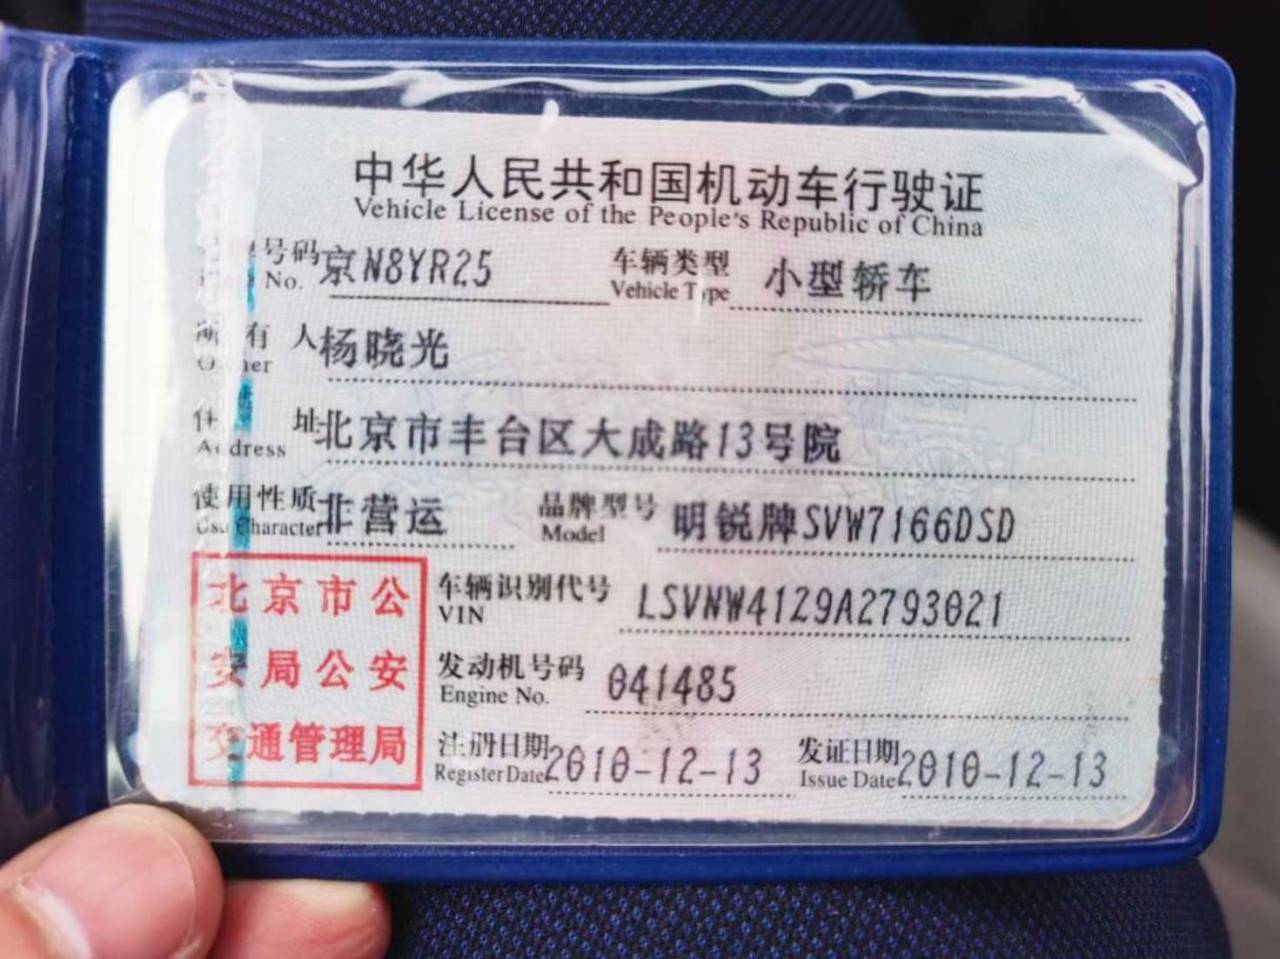 中华人民共和国机动车行驶证
Vehicle License of the People's Republic of China
号码 京N8YR25 车辆类型 小型轿车
No. Vehicle Type
所有人 杨晓光
Owner
住址 北京市丰台区大成路13号院
Address
使用性质 非营运 品牌型号 明锐牌SVW7166DSD
Use Character Model
北京市公
安局公安
交通管理局
车辆识别代号 LSVNW4129A2793021
VIN
发动机号码 041485
Engine No.
注册日期 2010-12-13 发证日期 2010-12-13
Register Date Issue Date